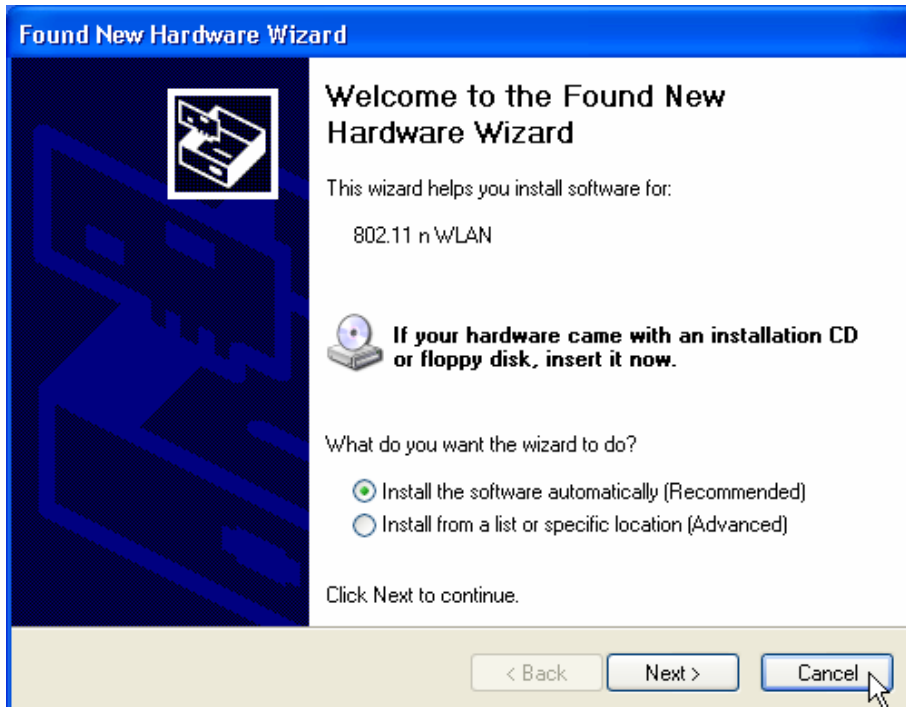 Found New Hardware Wizard
Welcome to the Found New
Hardware Wizard
This wizard helps you install software for:
802.11 n WLAN
If your hardware came with an installation CD
or floppy disk, insert it now.
What do you want the wizard to do?
Install the software automatically (Recommended)
Install from a list or specific location (Advanced)
Click Next to continue.
< Back Next > Cancel